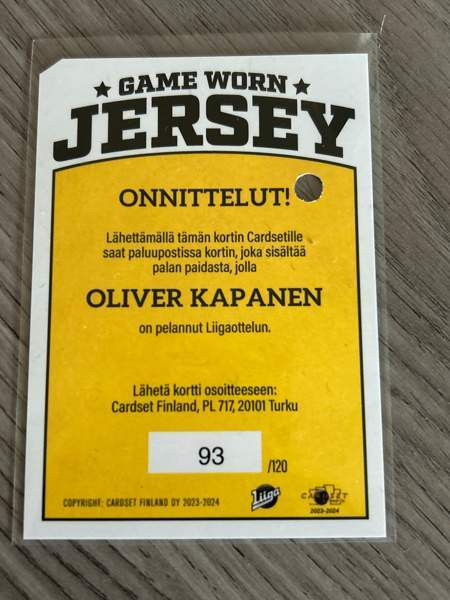 GAME WORN
JERSEY
ONNITTELUT!
Lähettämällä tämän kortin Cardsetille
saat paluupostissa kortin, joka sisältää
palan paidasta, jolla
OLIVER KAPANEN
on pelannut Liigaottelun.
Lähetä kortti osoitteeseen:
Cardset Finland, PL 717, 20101 Turku
93 /120
Liiga
CARDSET
COPYRIGHT: CARDSET FINLAND OY 2023-2024
2023-2024